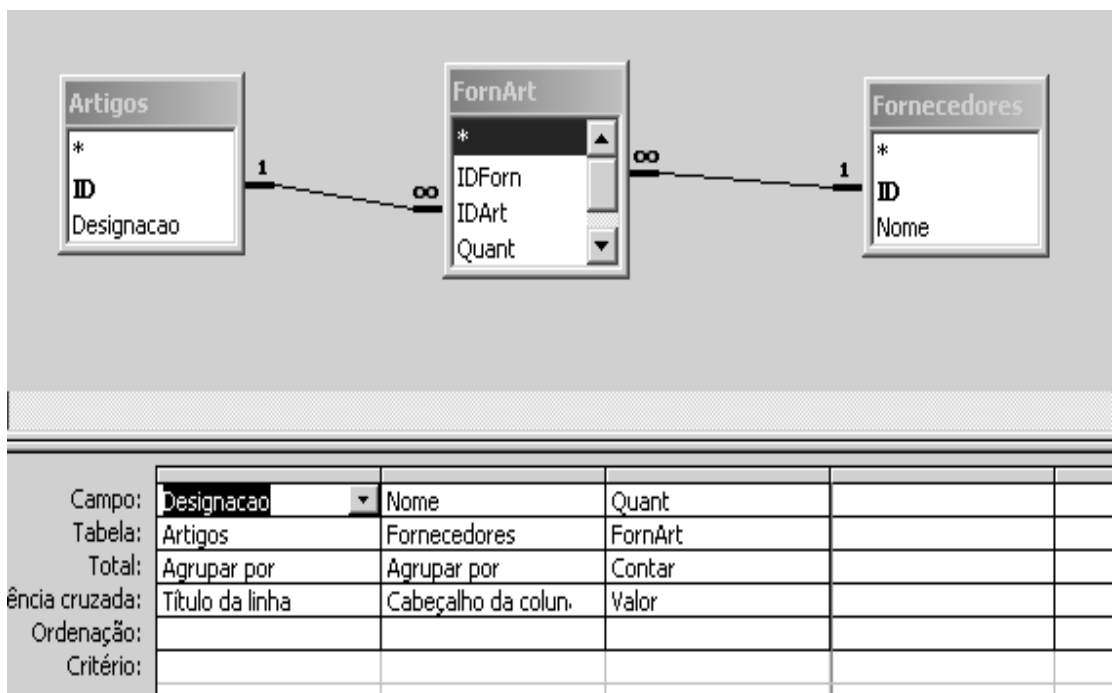 Artigos
*
ID
Designacao
1
∞
FornArt
*
IDForn
IDArt
Quant
∞
1
Fornecedores
*
ID
Nome
Campo: Designacao Nome Quant
Tabela: Artigos Fornecedores FornArt
Total: Agrupar por Agrupar por Contar
ência cruzada: Título da linha Cabeçalho da colun Valor
Ordenação:
Critério: